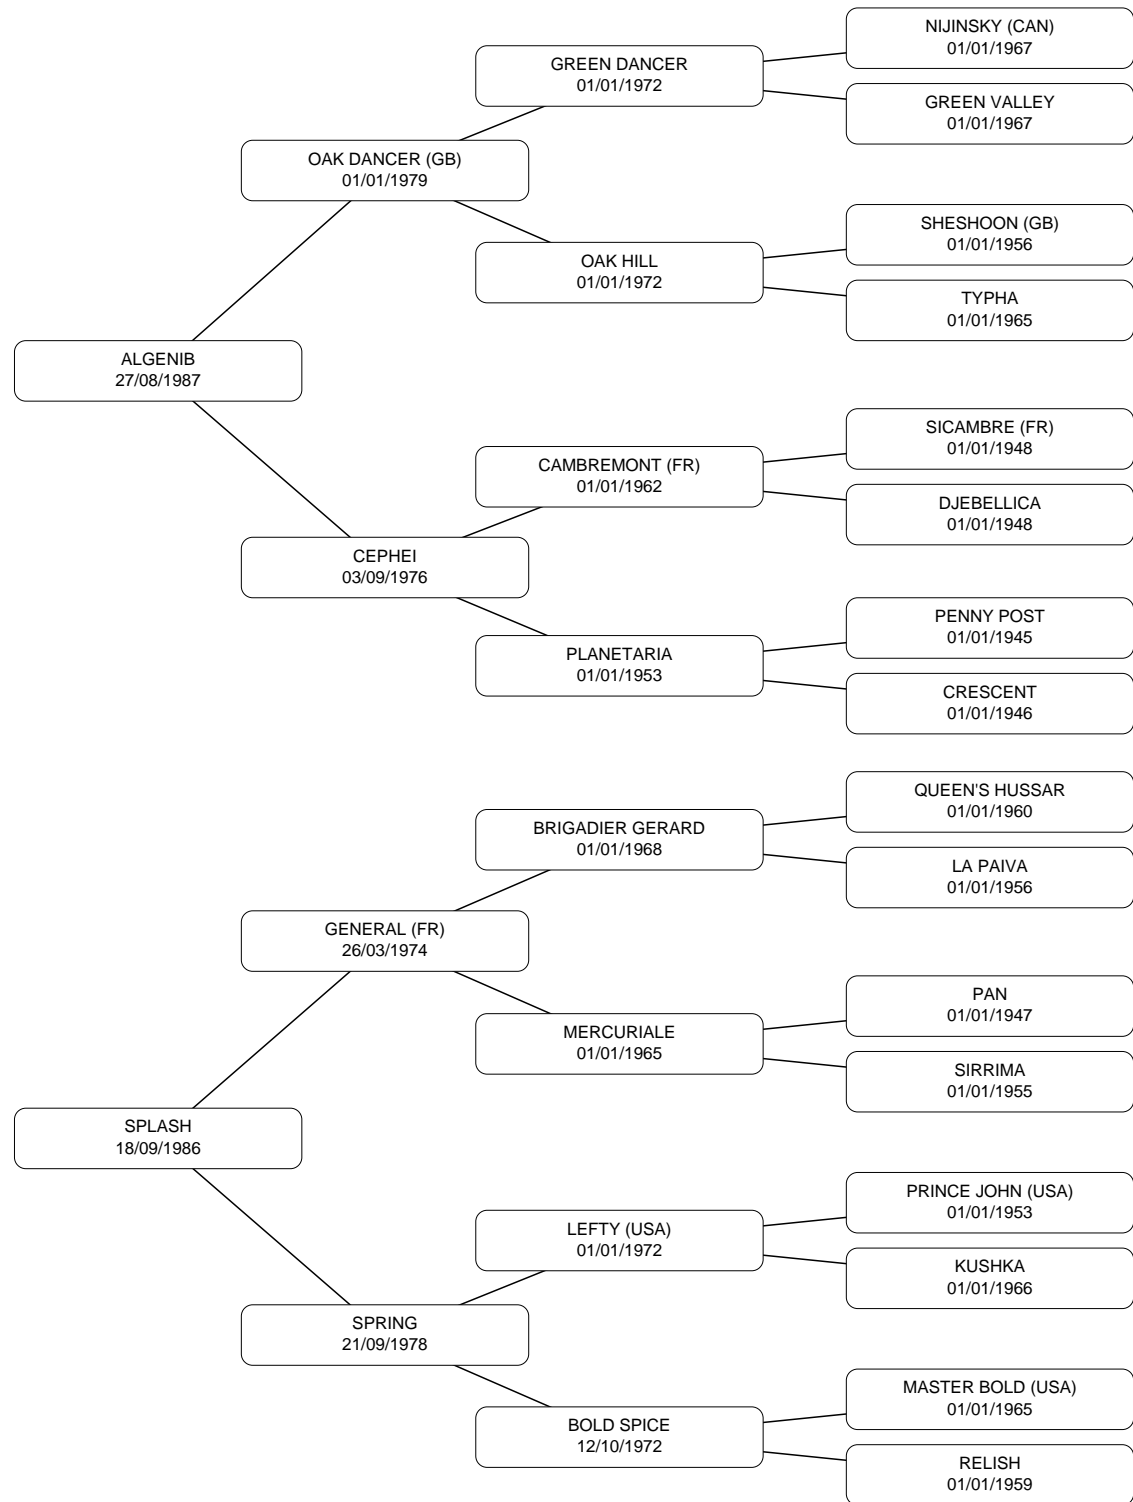 NIJINSKY (CAN)
01/01/1967
GREEN DANCER
01/01/1972
GREEN VALLEY
01/01/1967
OAK DANCER (GB)
01/01/1979
SHESHOON (GB)
01/01/1956
OAK HILL
01/01/1972
TYPHA
01/01/1965
ALGENIB
27/08/1987
SICAMBRE (FR)
01/01/1948
CAMBREMONT (FR)
01/01/1962
DJEBELLICA
01/01/1948
CEPHEI
03/09/1976
PENNY POST
01/01/1945
PLANETARIA
01/01/1953
CRESCENT
01/01/1946
QUEEN'S HUSSAR
01/01/1960
BRIGADIER GERARD
01/01/1968
LA PAIVA
01/01/1956
GENERAL (FR)
26/03/1974
PAN
01/01/1947
MERCURIALE
01/01/1965
SIRRIMA
01/01/1955
SPLASH
18/09/1986
PRINCE JOHN (USA)
01/01/1953
LEFTY (USA)
01/01/1972
KUSHKA
01/01/1966
SPRING
21/09/1978
MASTER BOLD (USA)
01/01/1965
BOLD SPICE
12/10/1972
RELISH
01/01/1959